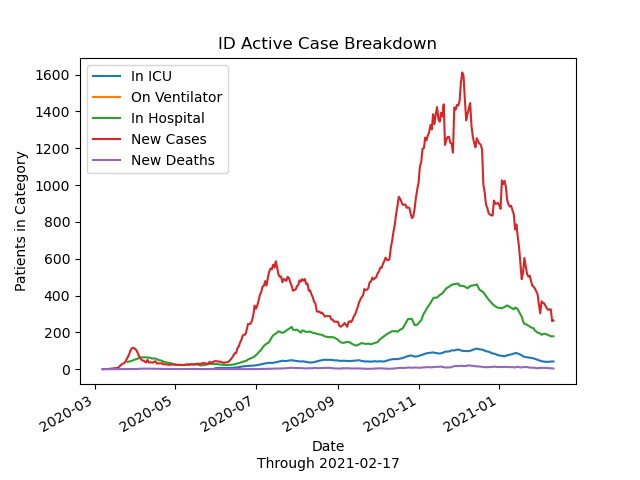 ID Active Case Breakdown
In ICU
On Ventilator
In Hospital
New Cases
New Deaths
Patients in Category
1600
1400
1200
1000
800
600
400
200
0
2020-03
2020-05
2020-07
2020-09
2020-11
2021-01
Date
Through 2021-02-17